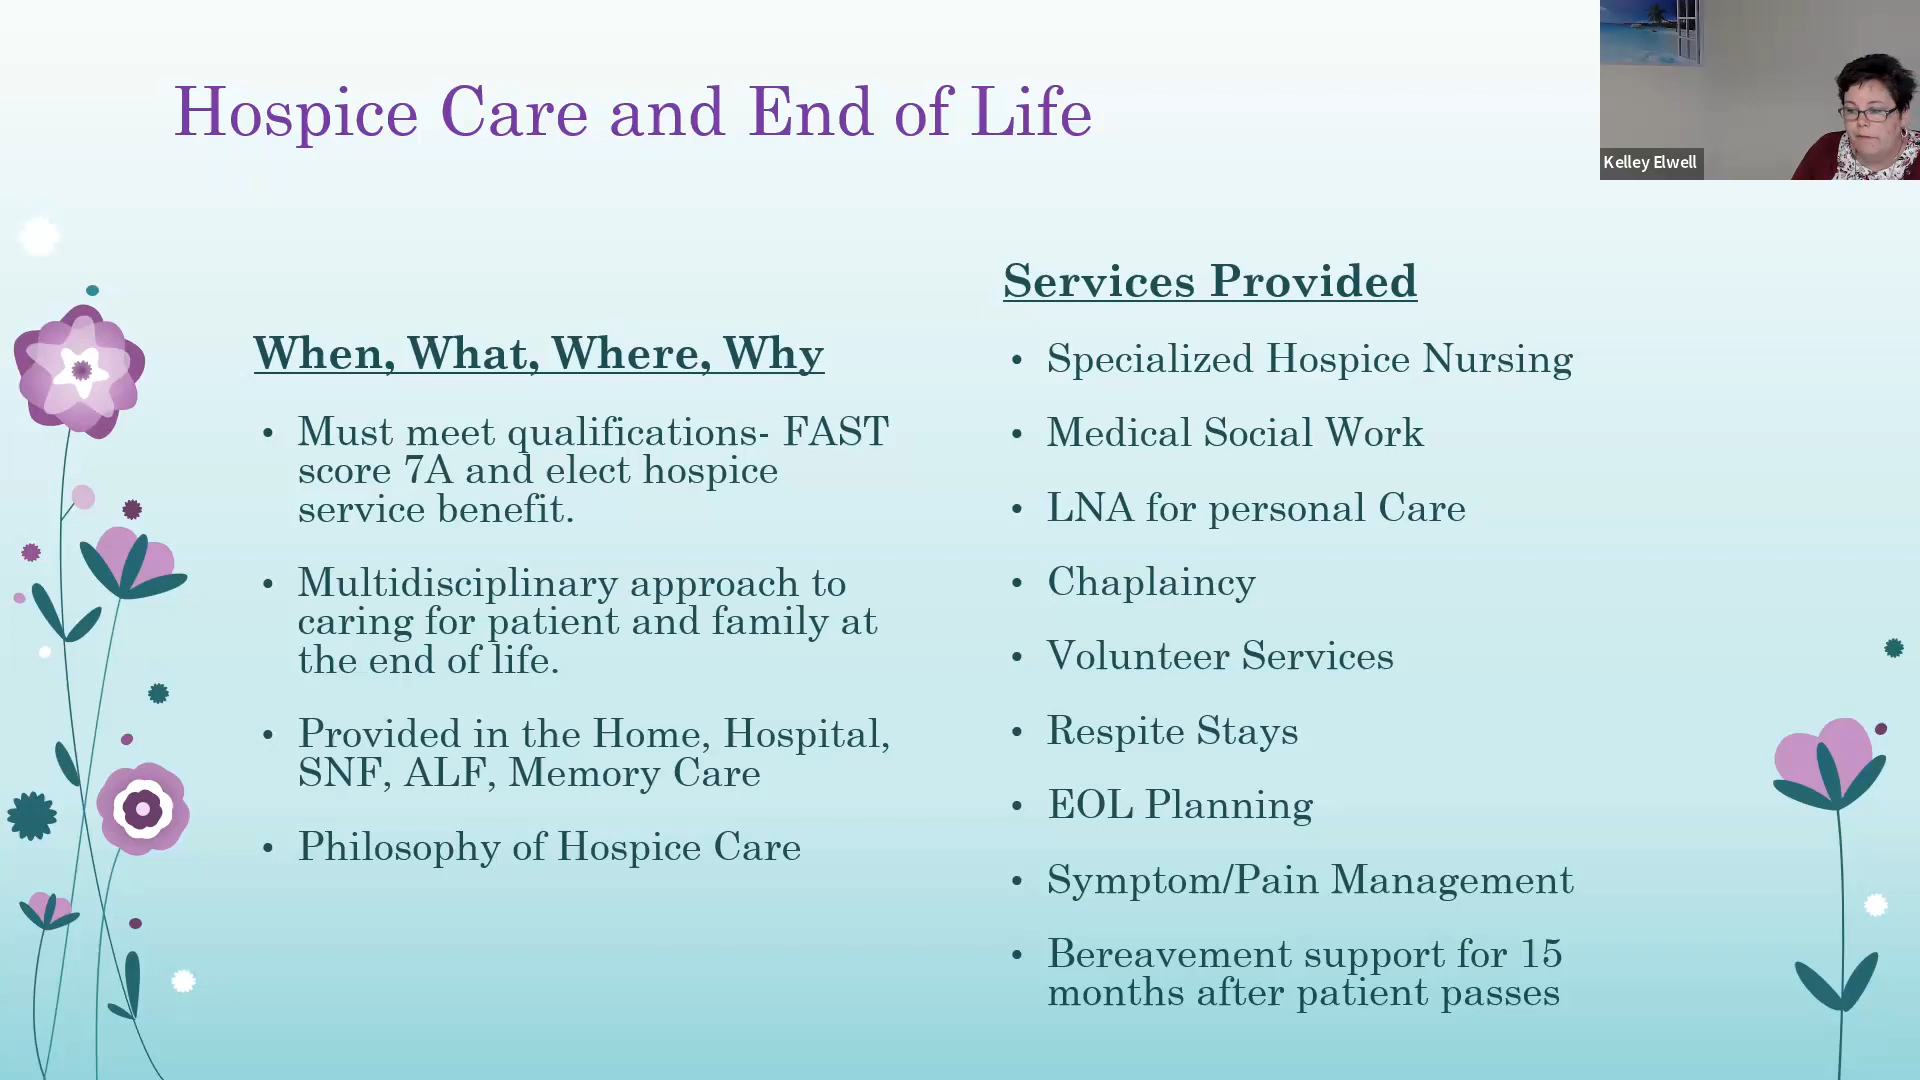 Hospice Care and End of Life
Kelley Elwell
When, What, Where, Why
• Must meet qualifications- FAST
score 7A and elect hospice
service benefit.
• Multidisciplinary approach to
caring for patient and family at
the end of life.
• Provided in the Home, Hospital,
SNF, ALF, Memory Care
• Philosophy of Hospice Care
Services Provided
• Specialized Hospice Nursing
• Medical Social Work
• LNA for personal Care
• Chaplaincy
• Volunteer Services
• Respite Stays
• EOL Planning
• Symptom/Pain Management
• Bereavement support for 15
months after patient passes